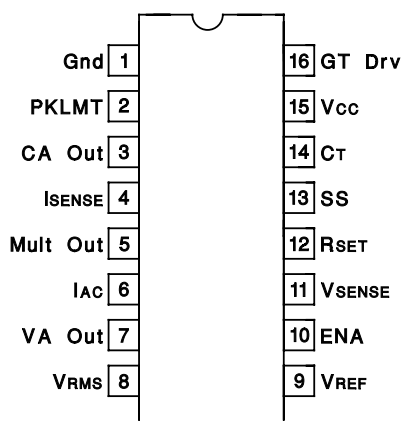 Gnd 1 16 GT Drv
PKLMT 2 15 VCC
CA Out 3 14 CT
ISENSE 4 13 SS
Mult Out 5 12 RSET
IAC 6 11 VSENSE
VA Out 7 10 ENA
VRMS 8 9 VREF